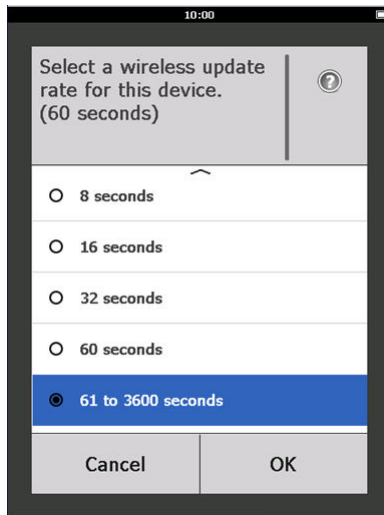 10:00
Select a wireless update
rate for this device.
(60 seconds)
?
8 seconds
16 seconds
32 seconds
60 seconds
61 to 3600 seconds
Cancel
OK